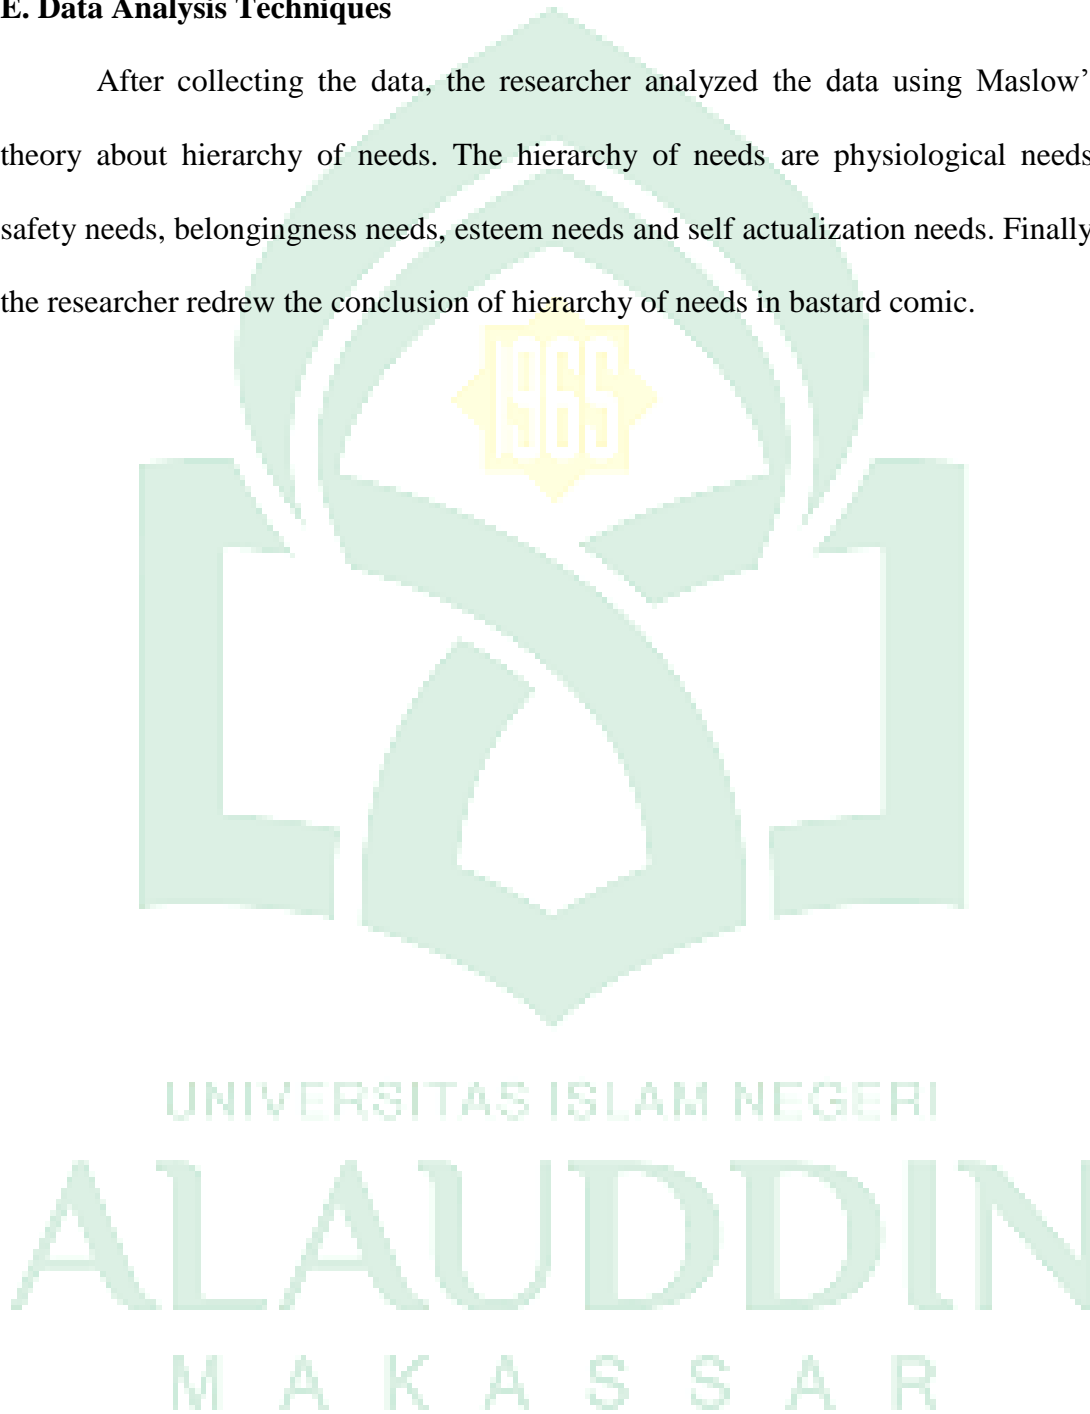 E. Data Analysis Techniques
After collecting the data, the researcher analyzed the data using Maslow’
theory about hierarchy of needs. The hierarchy of needs are physiological needs
safety needs, belongingness needs, esteem needs and self actualization needs. Finally
the researcher redrew the conclusion of hierarchy of needs in bastard comic.
1965
UNIVERSITAS ISLAM NEGERI
ALAUDDIN
MAKASSAR